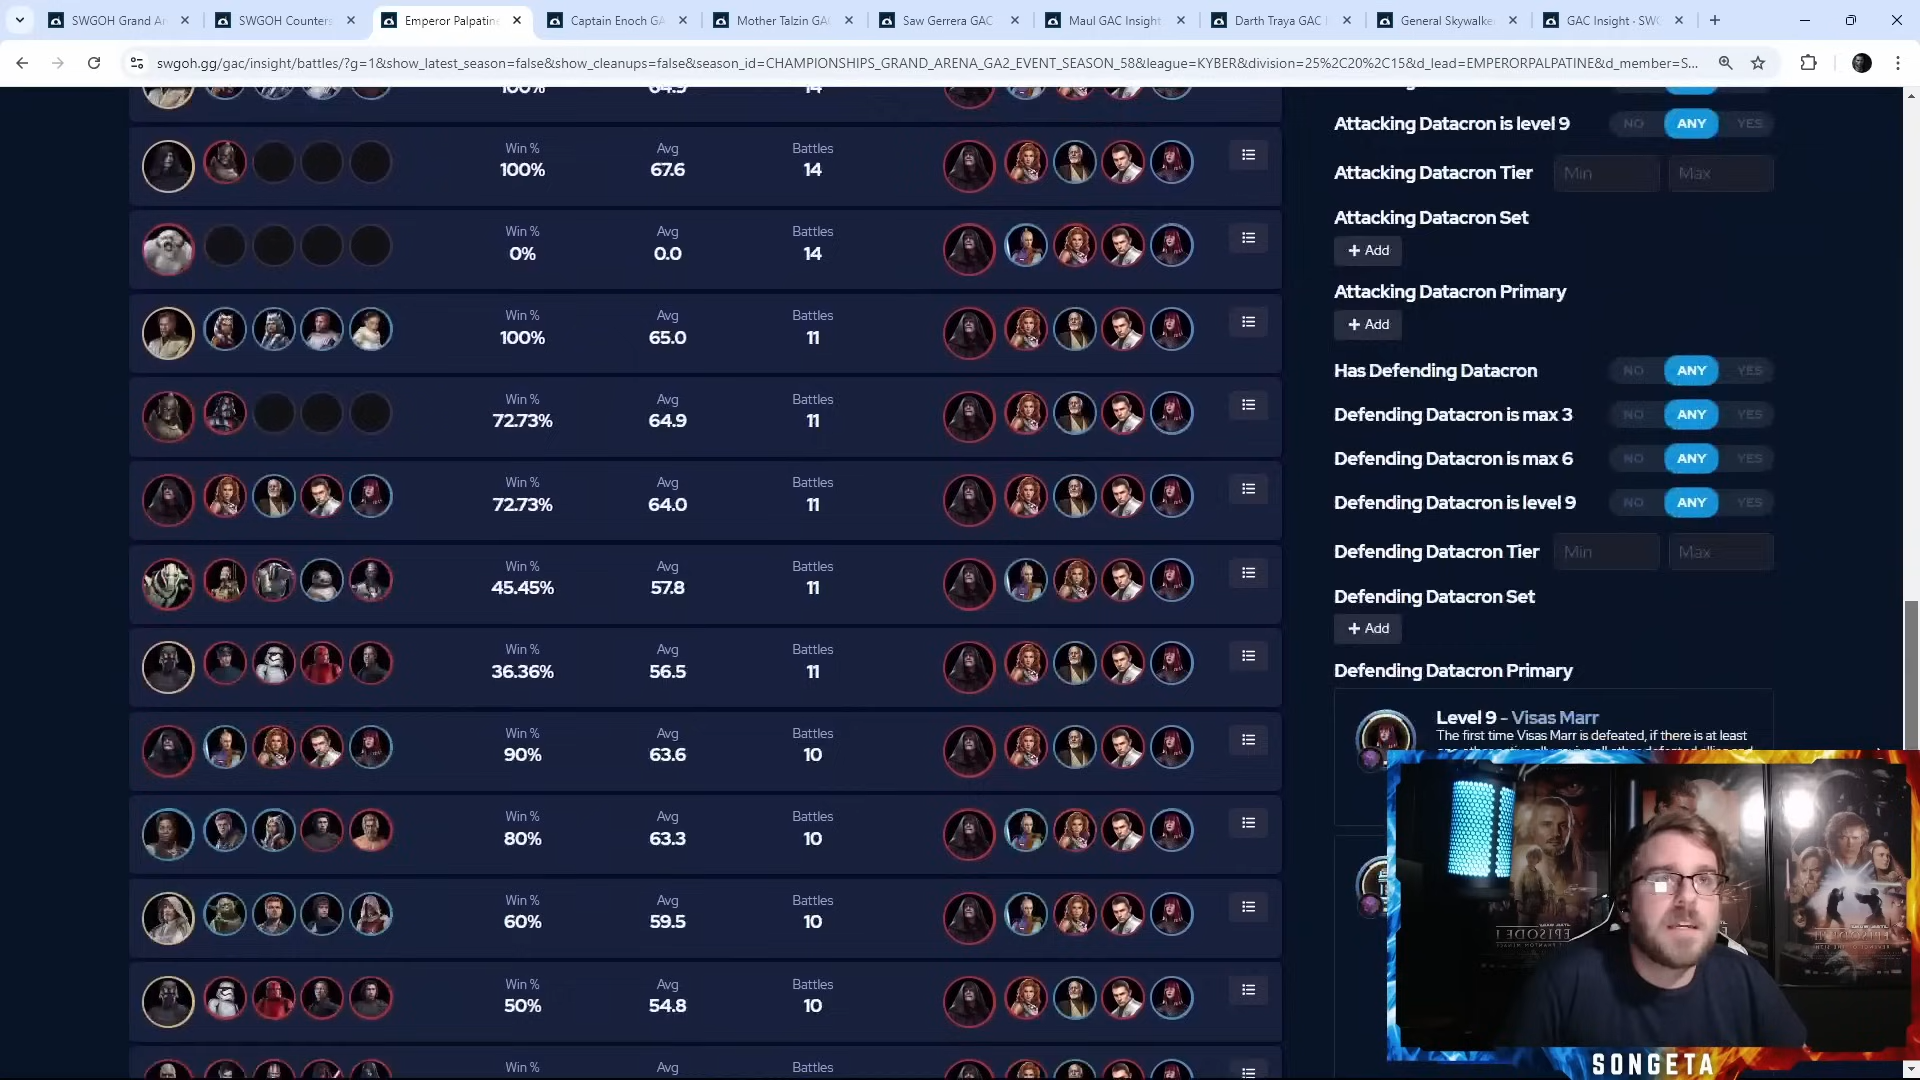 SWGOH Grand Ar
SWGOH Counters
Emperor Palpatine
Captain Enoch GA
Mother Talzin GA
Saw Gerrera GAC
Maul GAC Insight
Darth Traya GAC I
General Skywalke
GAC Insight · SWG
swgoh.gg/gac/insight/battles/?g=1&show_latest_season=false&show_cleanups=false&season_id=CHAMPIONSHIPS_GRAND_ARENA_GA2_EVENT_SEASON_58&league=KYBER&division=25%2C20%2C15&d_lead=EMPERORPALPATINE&d_member=S...
100% 64.9 14
Win % Avg Battles
100% 67.6 14
Win % Avg Battles
0% 0.0 14
Win % Avg Battles
100% 65.0 11
Win % Avg Battles
72.73% 64.9 11
Win % Avg Battles
72.73% 64.0 11
Win % Avg Battles
45.45% 57.8 11
Win % Avg Battles
36.36% 56.5 11
Win % Avg Battles
90% 63.6 10
Win % Avg Battles
80% 63.3 10
Win % Avg Battles
60% 59.5 10
Win % Avg Battles
50% 54.8 10
Win % Avg Battles
Attacking Datacron is level 9 NO ANY YES
Attacking Datacron Tier Min Max
Attacking Datacron Set
+ Add
Attacking Datacron Primary
+ Add
Has Defending Datacron NO ANY YES
Defending Datacron is max 3 NO ANY YES
Defending Datacron is max 6 NO ANY YES
Defending Datacron is level 9 NO ANY YES
Defending Datacron Tier Min Max
Defending Datacron Set
+ Add
Defending Datacron Primary
Level 9 - Visas Marr
The first time Visas Marr is defeated, if there is at least
EPISODE I
SONGETA